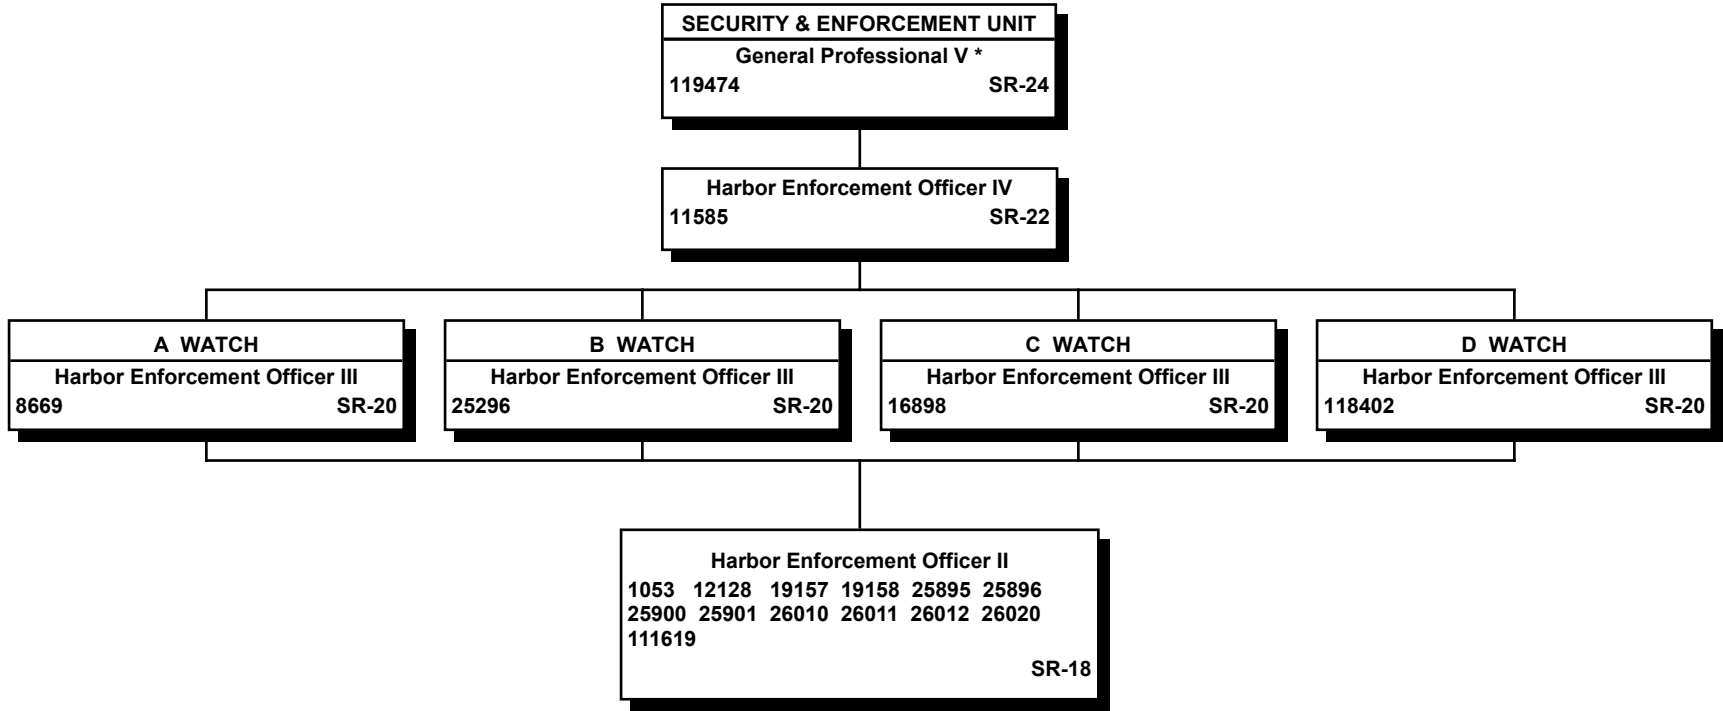 SECURITY & ENFORCEMENT UNIT
General Professional V *
119474 SR-24
Harbor Enforcement Officer IV
11585 SR-22
A WATCH
Harbor Enforcement Officer III
8669 SR-20
B WATCH
Harbor Enforcement Officer III
25296 SR-20
C WATCH
Harbor Enforcement Officer III
16898 SR-20
D WATCH
Harbor Enforcement Officer III
118402 SR-20
Harbor Enforcement Officer II
1053 12128 19157 19158 25895 25896
25900 25901 26010 26011 26012 26020
111619
SR-18